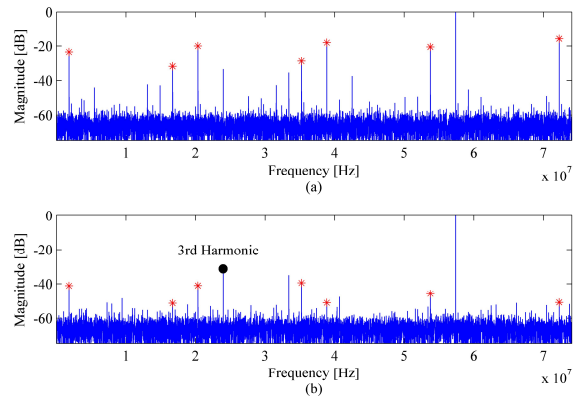 0
-20
-40
-60
Magnitude [dB]
1 2 3 4 5 6 7
Frequency [Hz]
x 10^7
(a)
0
-20
-40
-60
Magnitude [dB]
3rd Harmonic
1 2 3 4 5 6 7
Frequency [Hz]
x 10^7
(b)